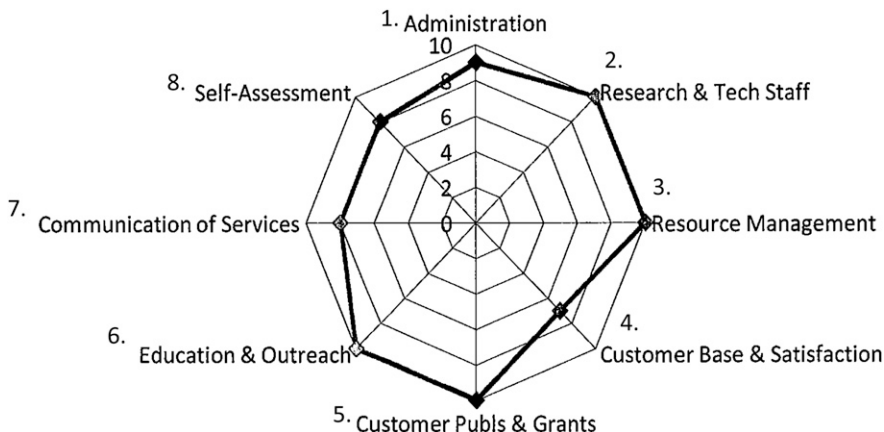 1. Administration
10
8
6
4
2
0
2. Research & Tech Staff
3. Resource Management
4. Customer Base & Satisfaction
5. Customer Publs & Grants
6. Education & Outreach
7. Communication of Services
8. Self-Assessment